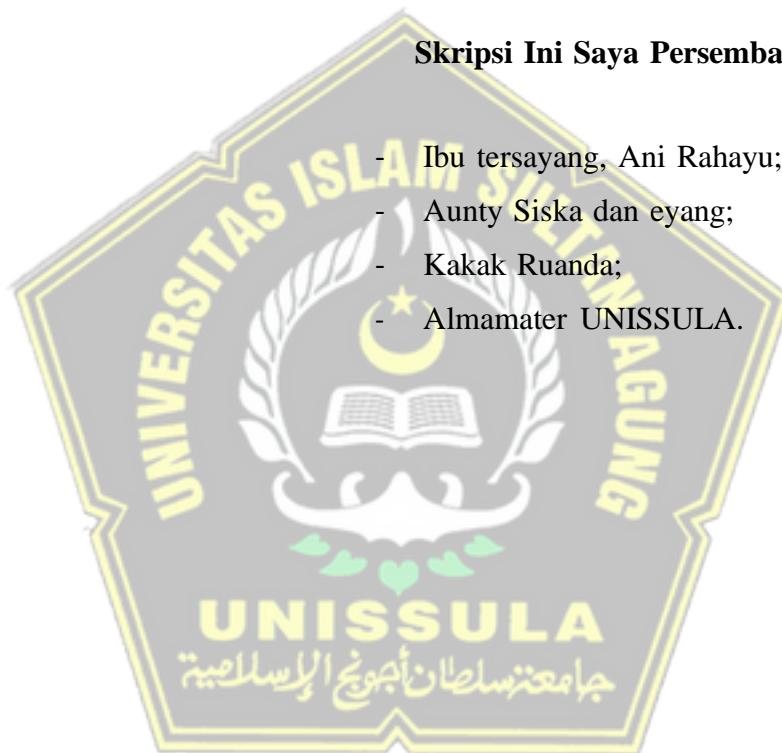 Skripsi Ini Saya Persemba
- Ibu tersayang, Ani Rahayu;
- Aunty Siska dan eyang;
- Kakak Ruanda;
- Almamater UNISSULA.
UNIVERSITAS ISLAM SULTAN AGUNG
UNISSULA
جامعة سلطان أجونج الإسلامية